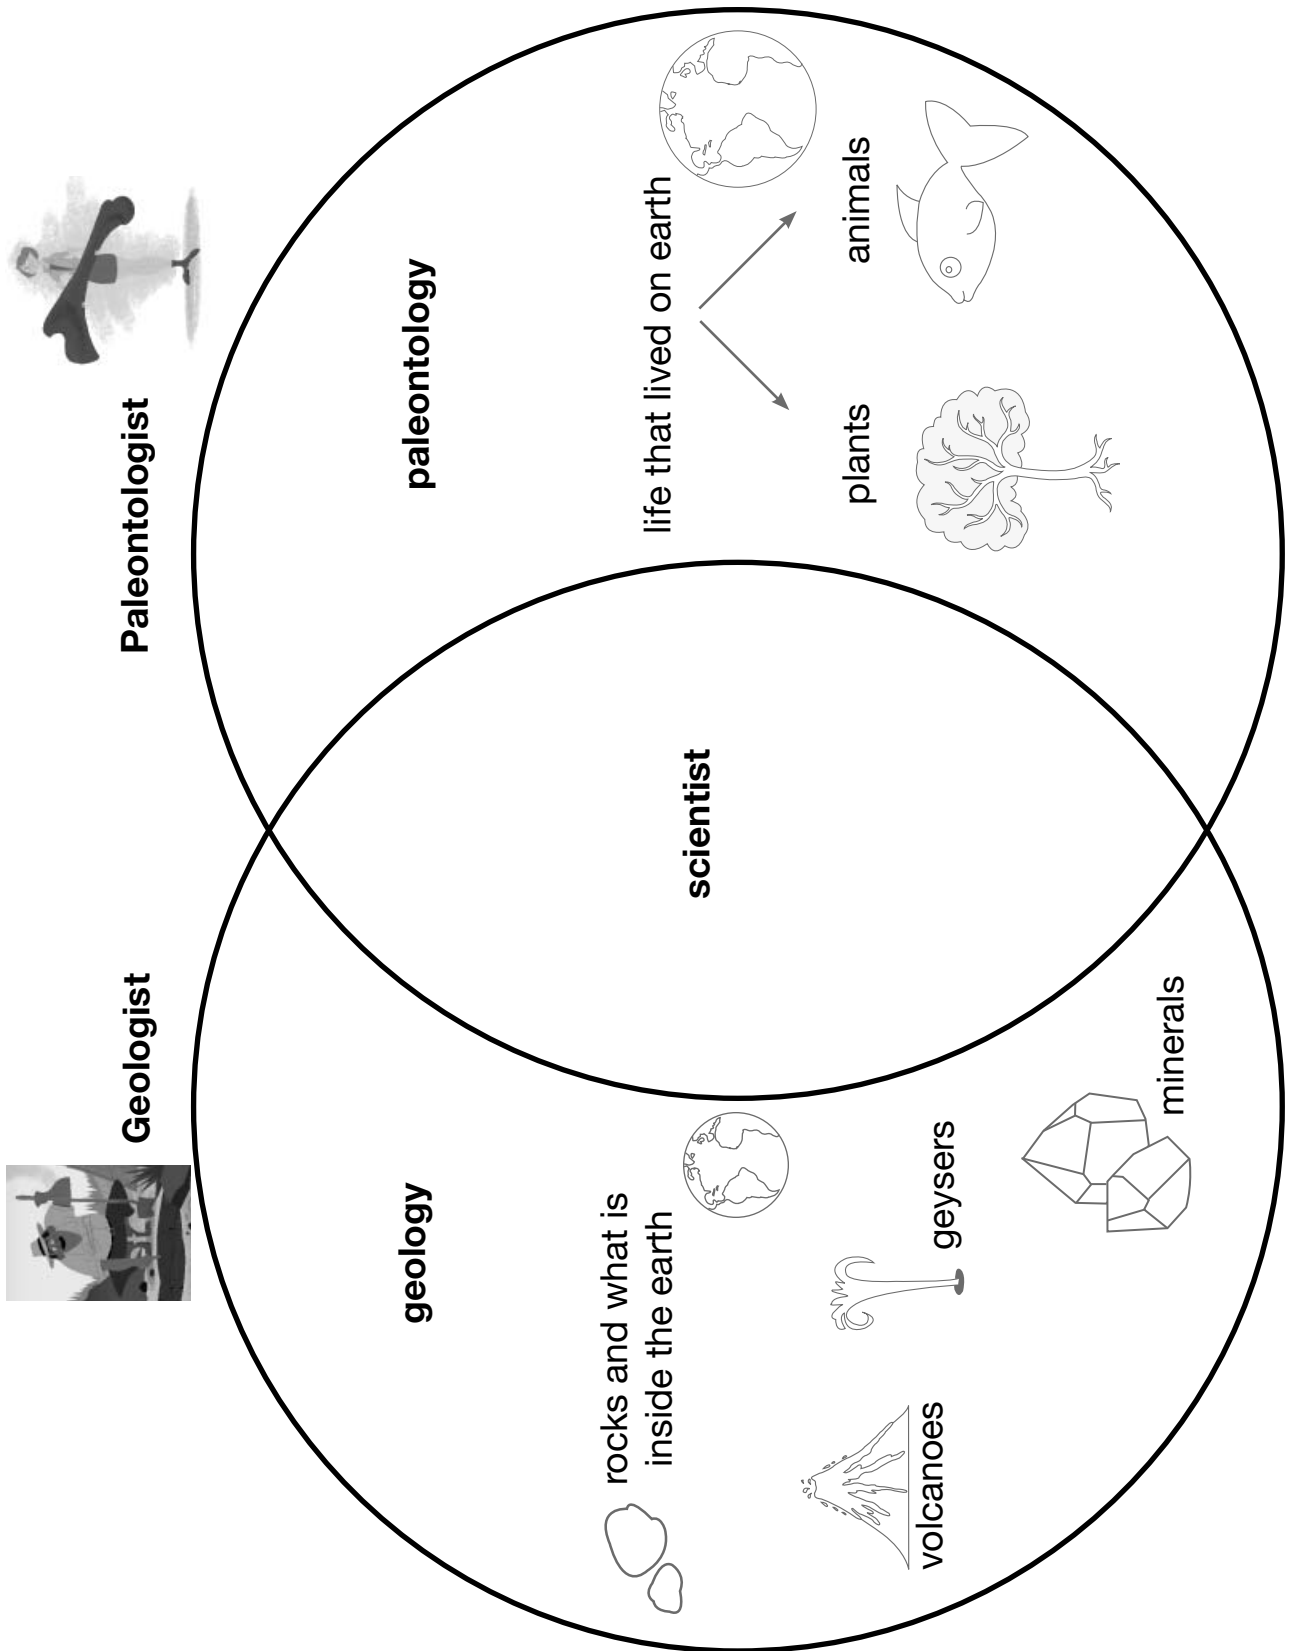 Geologist
Paleontologist
geology
rocks and what is
inside the earth
volcanoes
geysers
minerals
scientist
paleontology
life that lived on earth
plants
animals